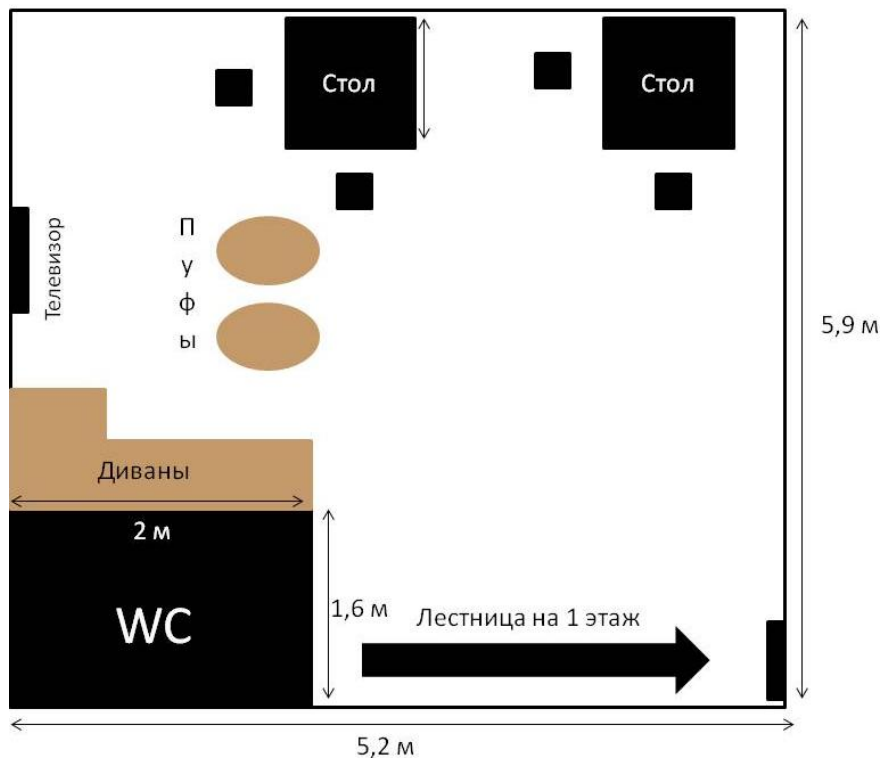 Стол
Стол
Телевизор
П
у
ф
ы
5,9 м
Диваны
2 м
WC
1,6 м
Лестница на 1 этаж
5,2 м